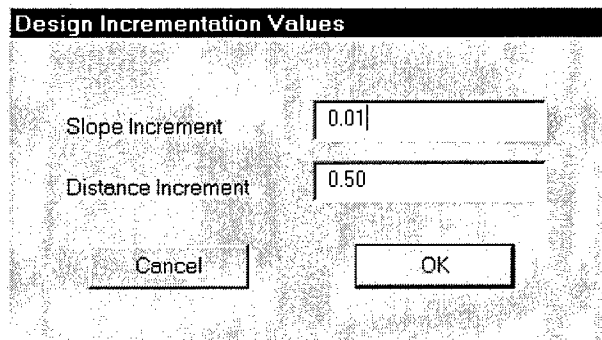 Design Incrementation Values
Slope Increment 0.01
Distance Increment 0.50
Cancel OK